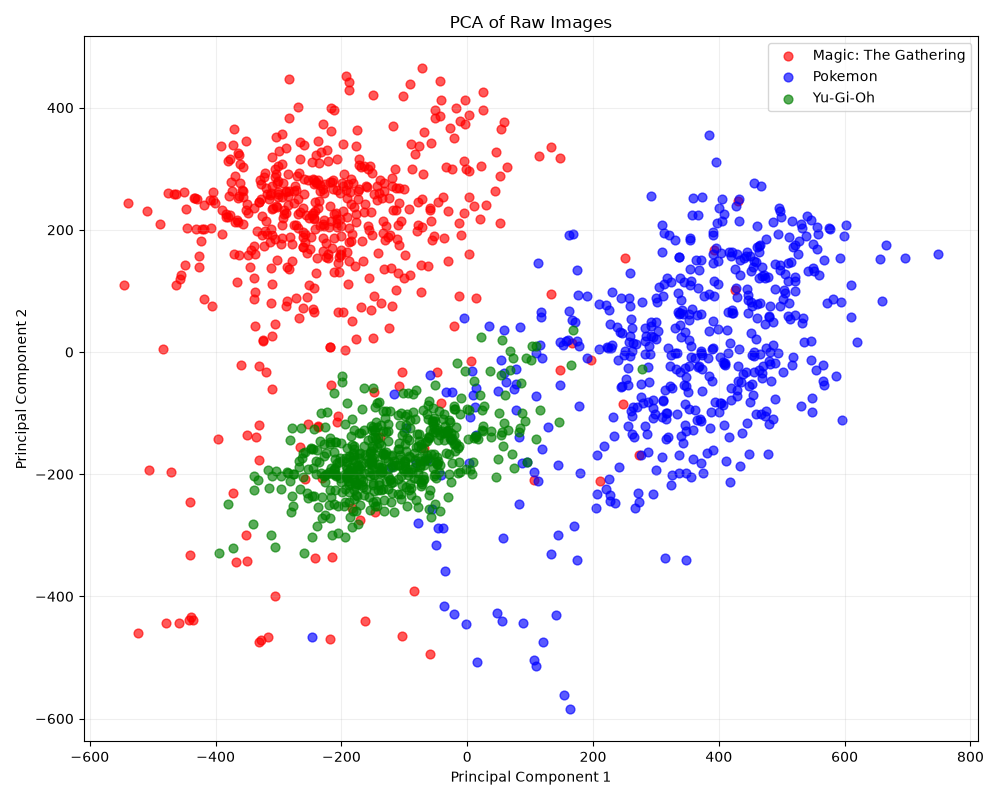 PCA of Raw Images
Magic: The Gathering
Pokemon
Yu-Gi-Oh
400
200
0
−200
−400
−600
Principal Component 2
−600 −400 −200 0 200 400 600 800
Principal Component 1